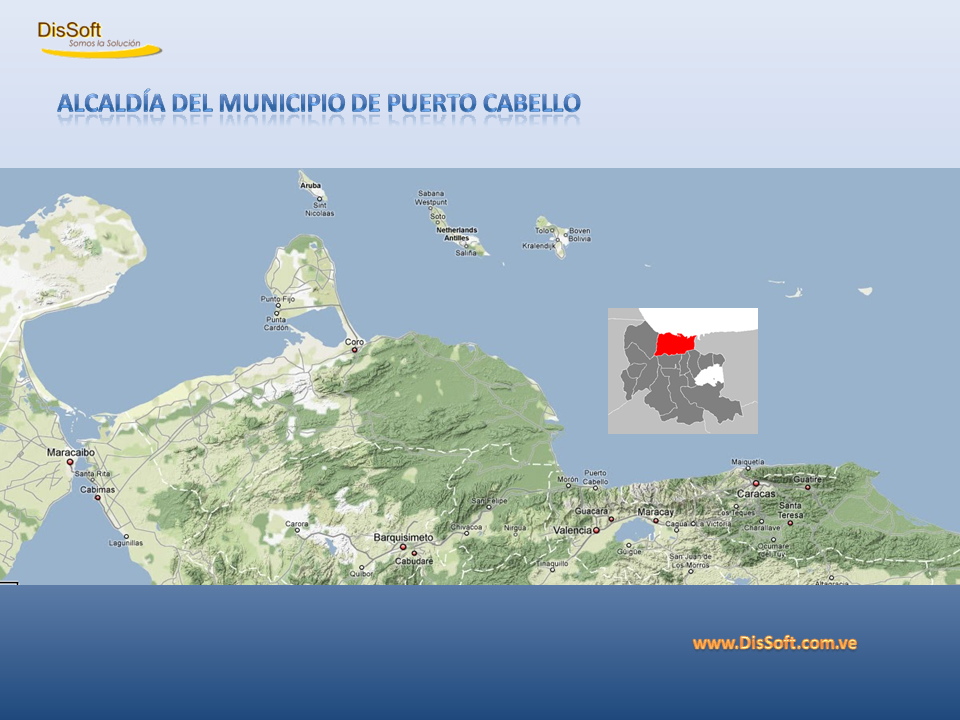 DisSoft
Somos la Solución
ALCALDÍA DEL MUNICIPIO DE PUERTO CABELLO
Aruba
Sint
Nicolaas
Sabana
Westpunt
Soto
Netherlands
Antilles
Saliña
Tolo
Boven
Bolivia
Kralendijk
Punto Fijo
Punta
Cardón
Coro
Maracaibo
Santa Rita
Cabimas
Lagunillas
Carora
Barquisimeto
Cabudare
Quíbor
San Felipe
Chivacoa
Nirgua
Tinaquillo
Morón
Puerto
Cabello
Guacara
Valencia
Maracay
Güigüe
Cagua
La Victoria
San Juan de
Los Morros
Maiquetía
Caracas
Guatire
Los Teques
Santa
Teresa
Charallave
Ocumare
del Tuy
Altagracia
www.DisSoft.com.ve